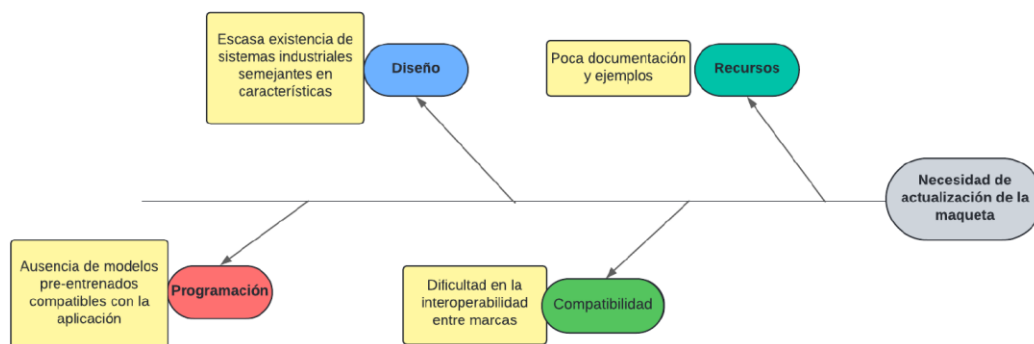 Escasa existencia de
sistemas industriales
semejantes en
características
Diseño
Poca documentación
y ejemplos
Recursos
Necesidad de
actualización de la
maqueta
Ausencia de modelos
pre-entrenados
compatibles con la
aplicación
Programación
Dificultad en la
interoperabilidad
entre marcas
Compatibilidad